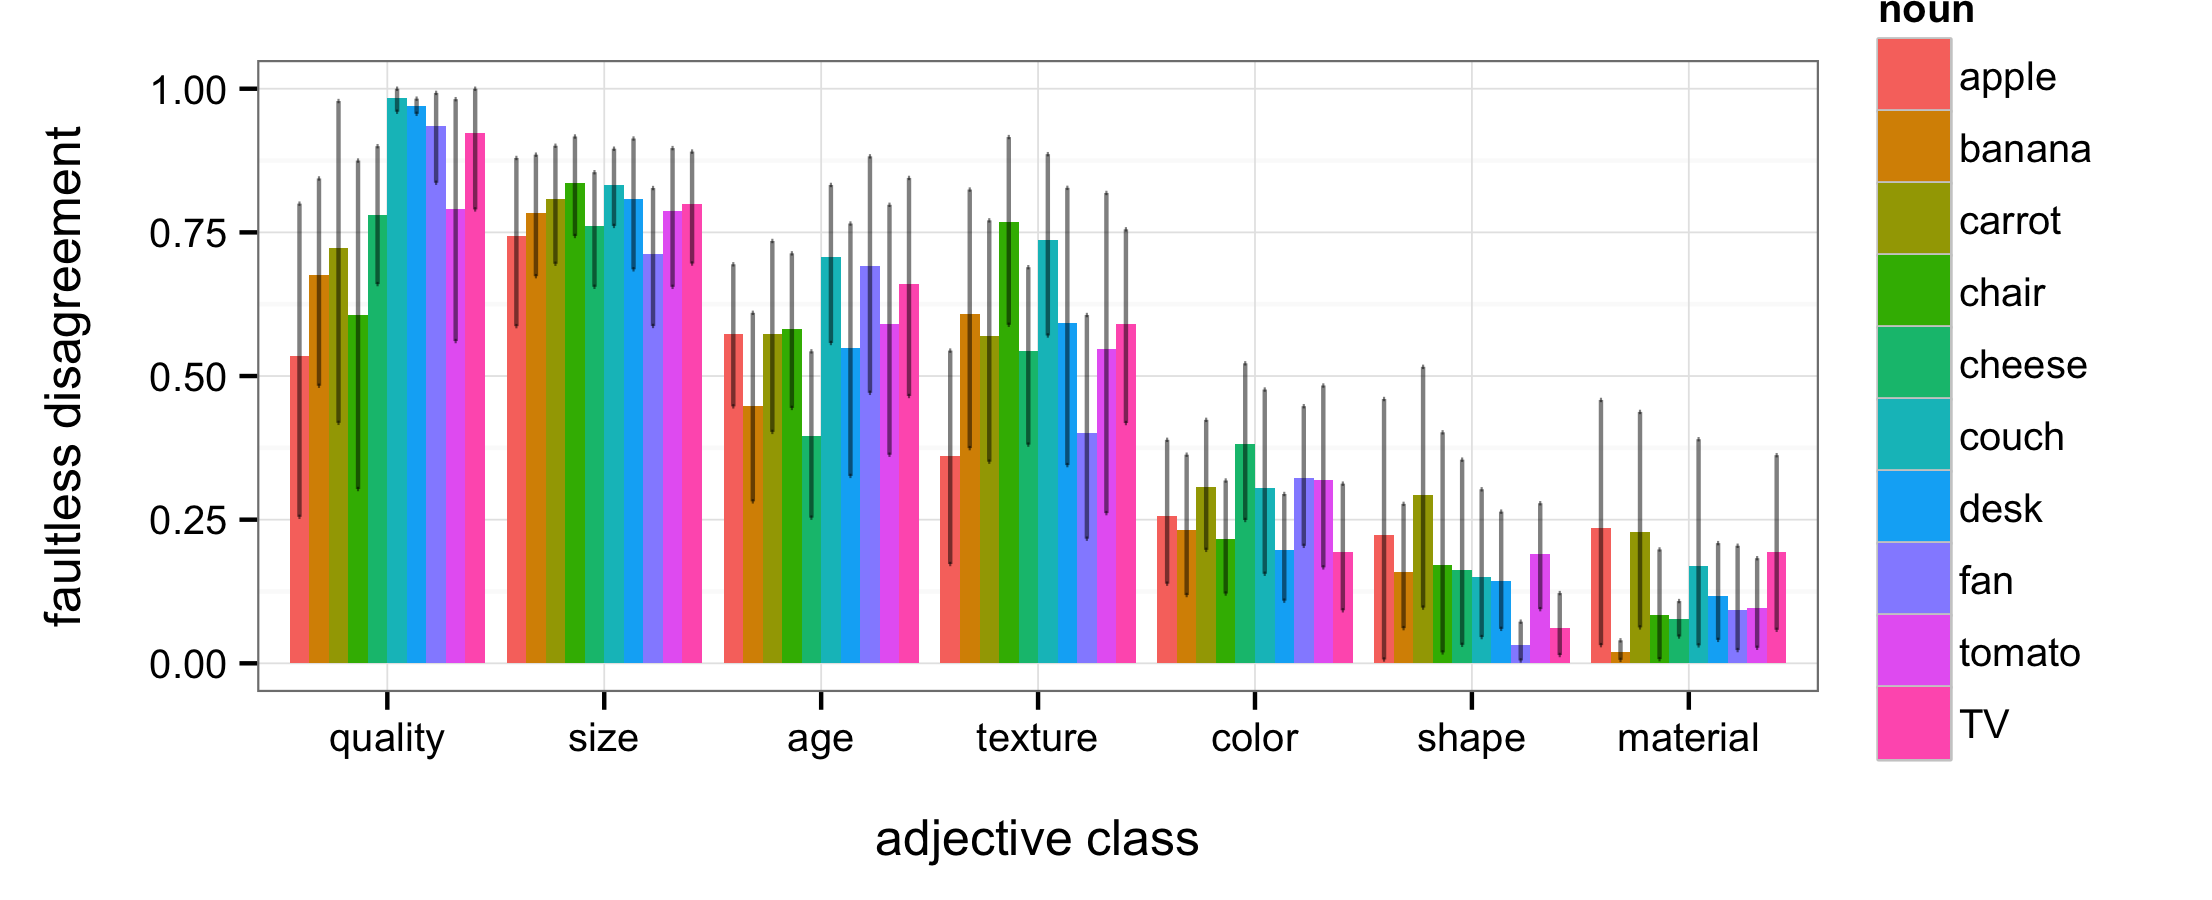 noun
apple
banana
carrot
chair
cheese
couch
desk
fan
tomato
TV
faultless disagreement
1.00
0.75
0.50
0.25
0.00
quality size age texture color shape material
adjective class